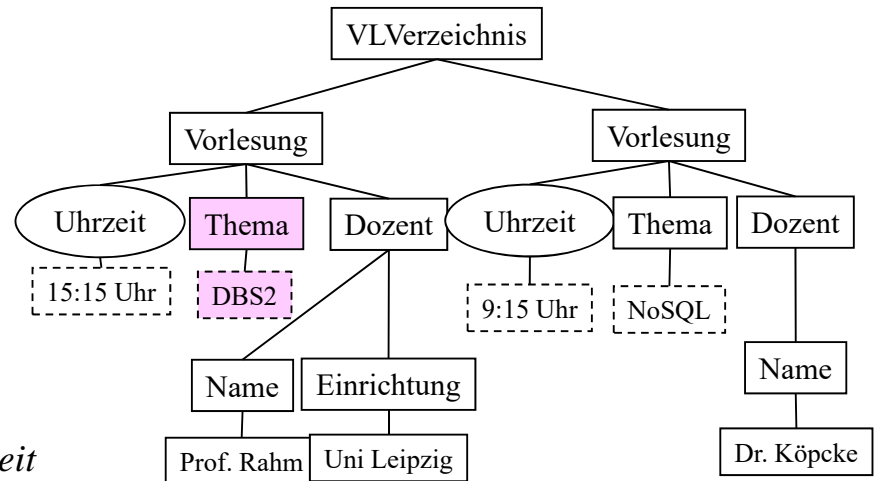 VLVerzeichnis
Vorlesung Vorlesung
Uhrzeit Thema Dozent Uhrzeit Thema Dozent
15:15 Uhr DBS2 9:15 Uhr NoSQL
Name Einrichtung Name
eit Prof. Rahm Uni Leipzig Dr. Köpcke